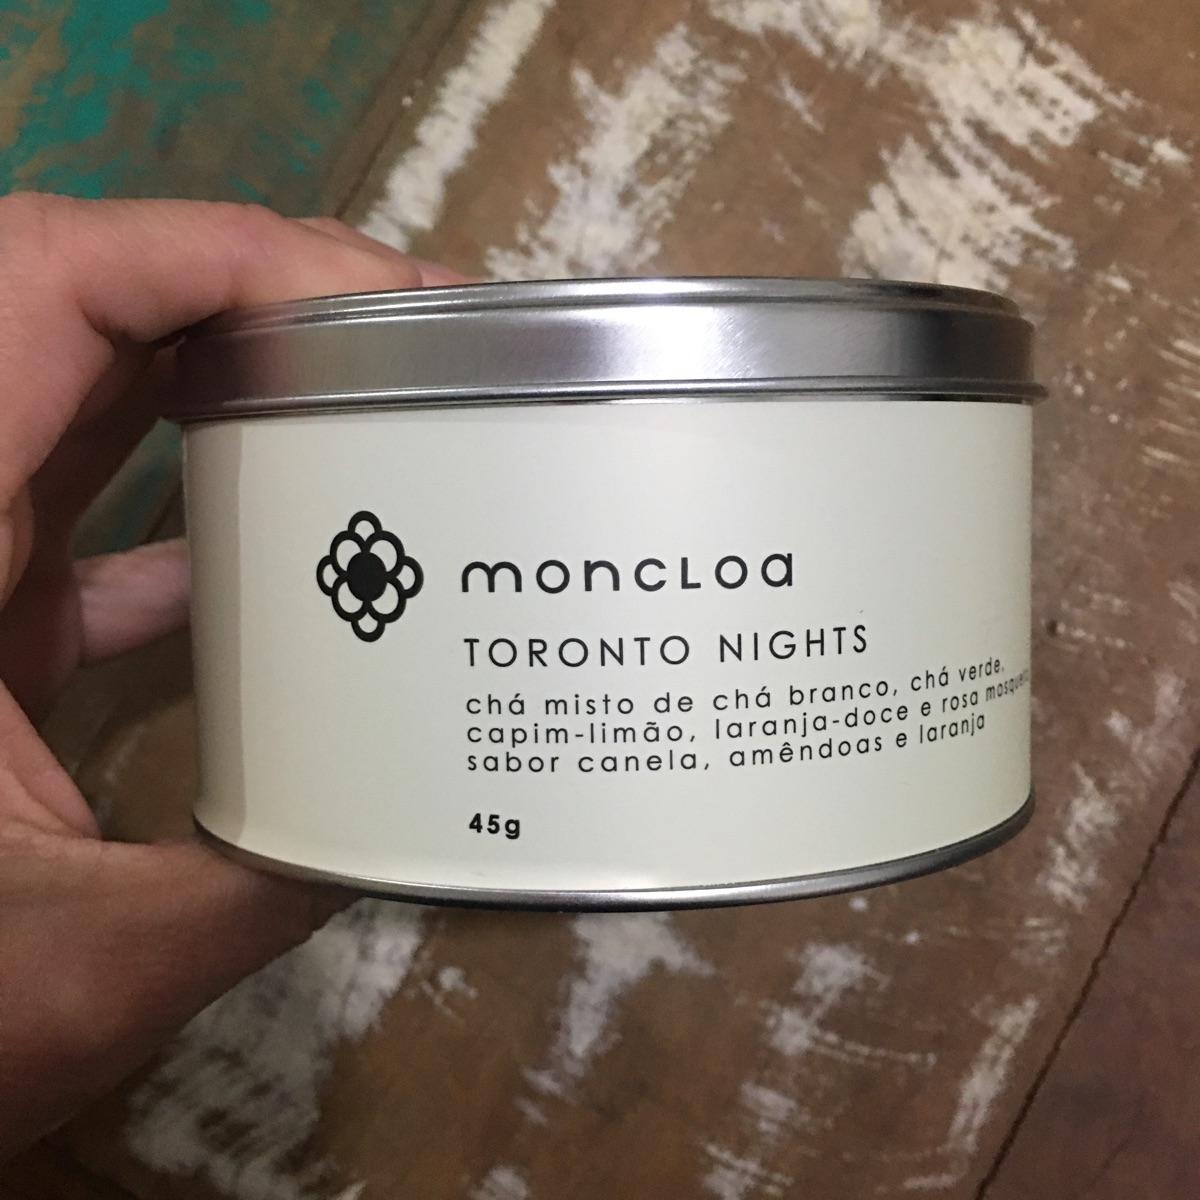 moncloa
TORONTO NIGHTS
chá misto de chá branco, chá verde,
capim-limão, laranja-doce e rosa
sabor canela, amêndoas e laranja
45g